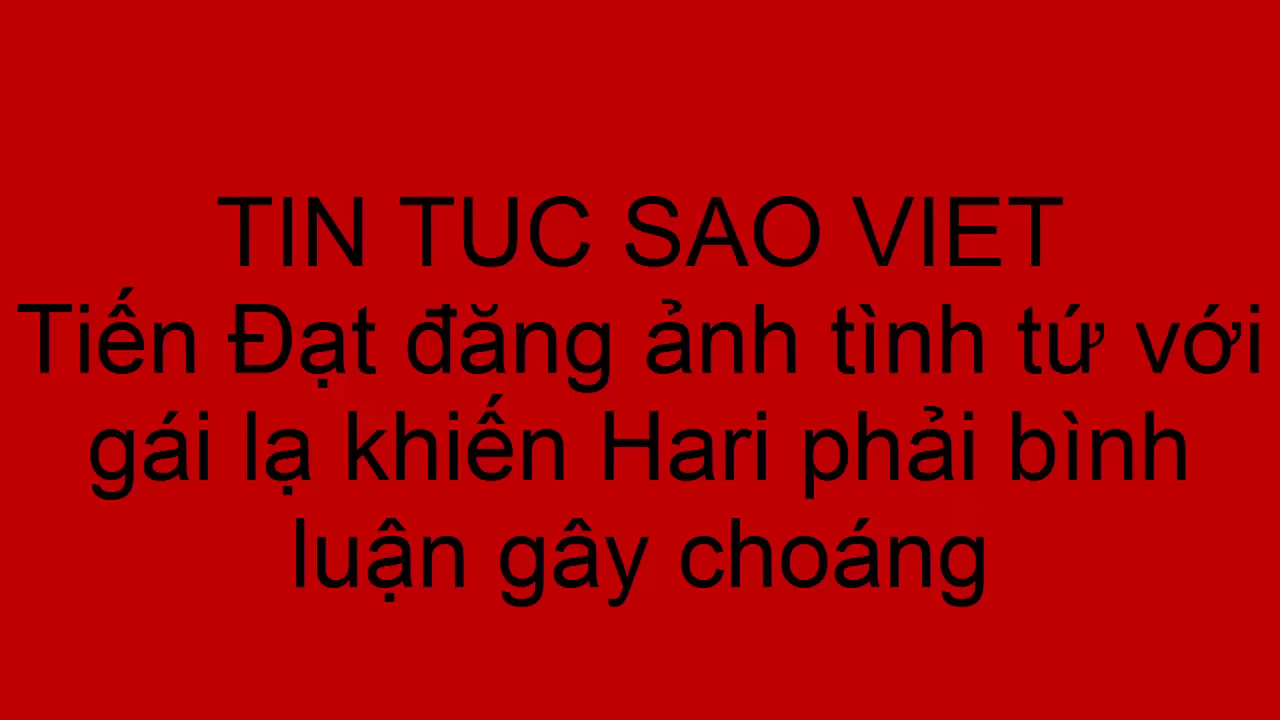 TIN TUC SAO VIET
Tiến Đạt đăng ảnh tình tứ với
gái lạ khiến Hari phải bình
luận gây choáng